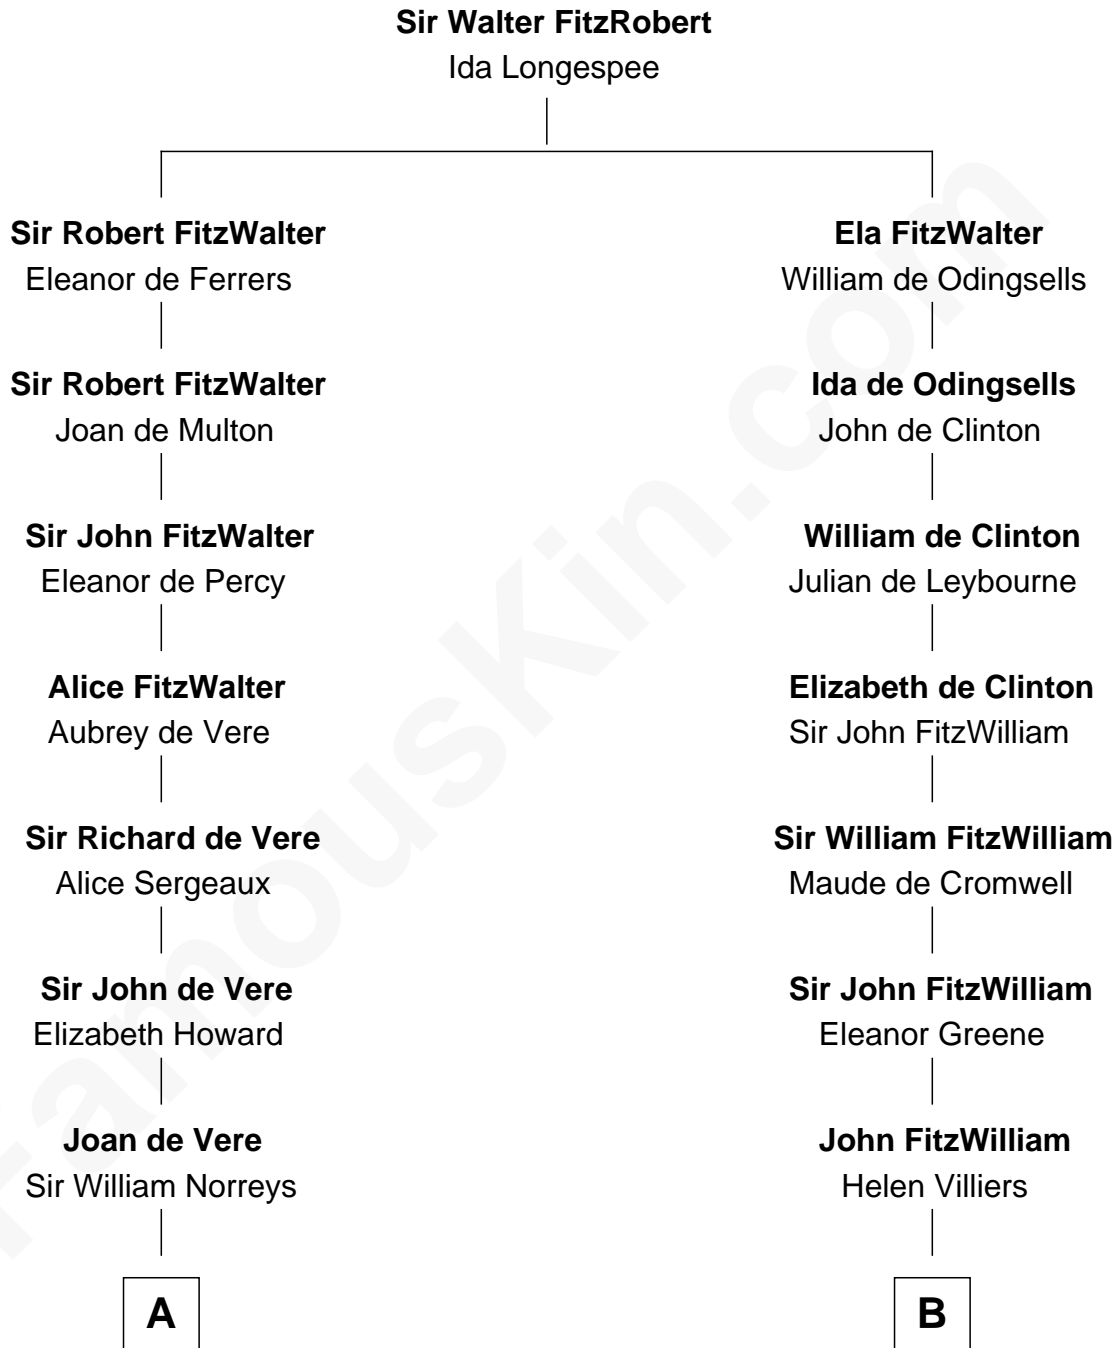 Sir Walter FitzRobert
Ida Longespee
Sir Robert FitzWalter
Eleanor de Ferrers
Sir Robert FitzWalter
Joan de Multon
Sir John FitzWalter
Eleanor de Percy
Alice FitzWalter
Aubrey de Vere
Sir Richard de Vere
Alice Sergeaux
Sir John de Vere
Elizabeth Howard
Joan de Vere
Sir William Norreys
A
Ela FitzWalter
William de Odingsells
Ida de Odingsells
John de Clinton
William de Clinton
Julian de Leybourne
Elizabeth de Clinton
Sir John FitzWilliam
Sir William FitzWilliam
Maude de Cromwell
Sir John FitzWilliam
Eleanor Greene
John FitzWilliam
Helen Villiers
B
FamousKin.com